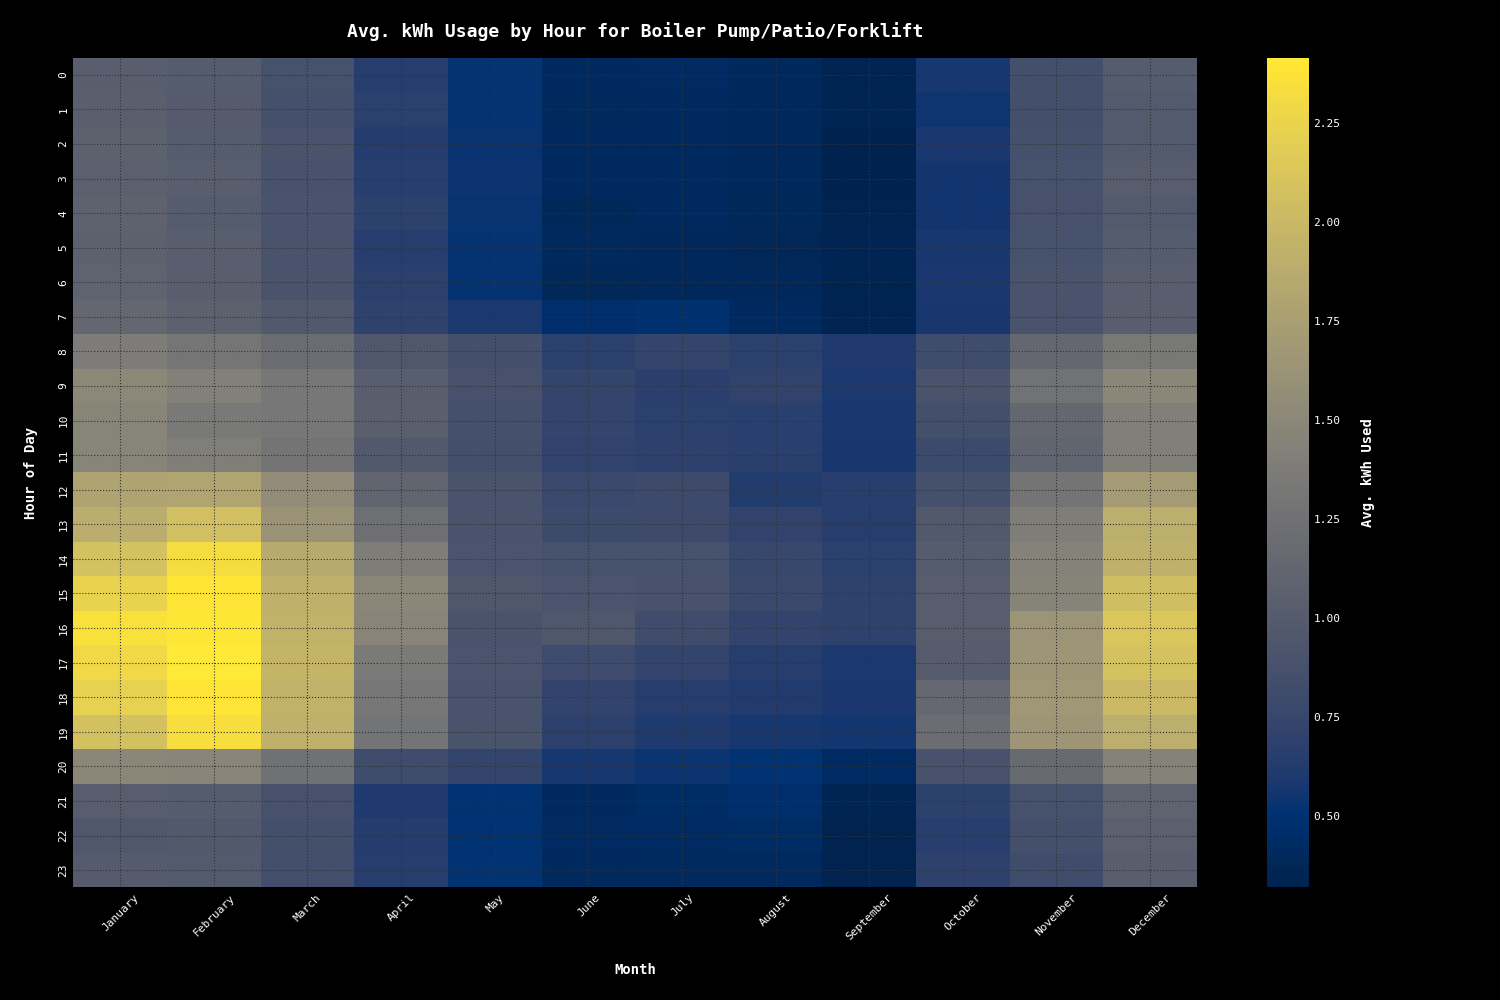 Avg. kWh Usage by Hour for Boiler Pump/Patio/Forklift
Hour of Day
0
1
2
3
4
5
6
7
8
9
10
11
12
13
14
15
16
17
18
19
20
21
22
23
January
February
March
April
May
June
July
August
September
October
November
December
Month
2.25
2.00
1.75
1.50
1.25
1.00
0.75
0.50
Avg. kWh Used